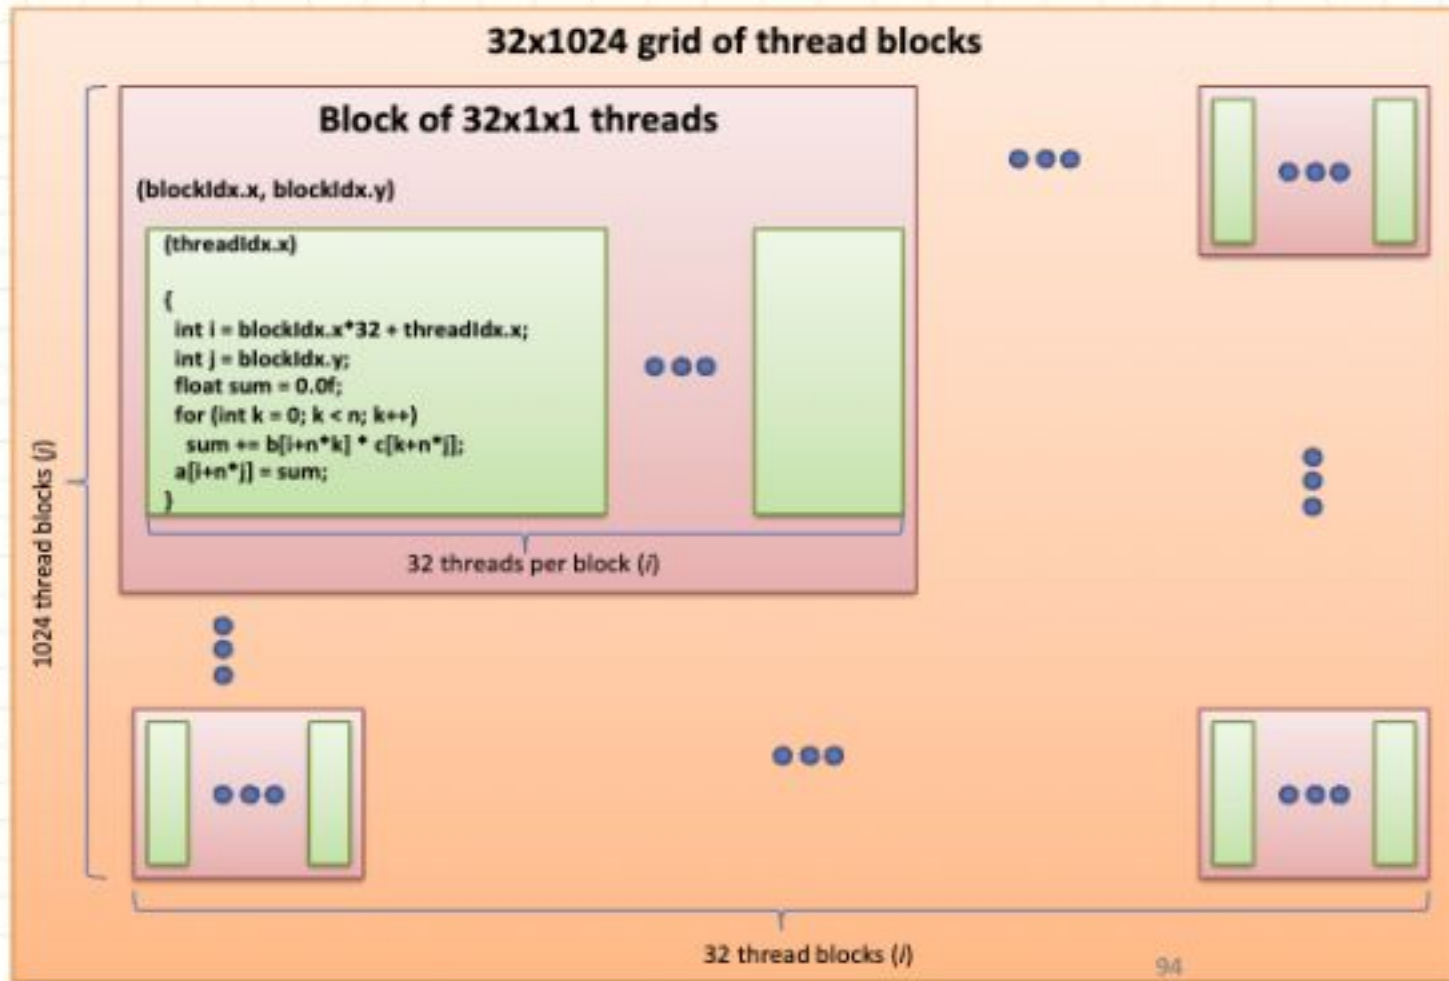 32x1024 grid of thread blocks
Block of 32x1x1 threads
(blockIdx.x, blockIdx.y)
(threadIdx.x)
{
int i = blockIdx.x*32 + threadIdx.x;
int j = blockIdx.y;
float sum = 0.0f;
for (int k = 0; k < n; k++)
sum += b[i+n*k] * c[k+n*j];
a[i+n*j] = sum;
}
32 threads per block (i)
1024 thread blocks (j)
32 thread blocks (i)
94